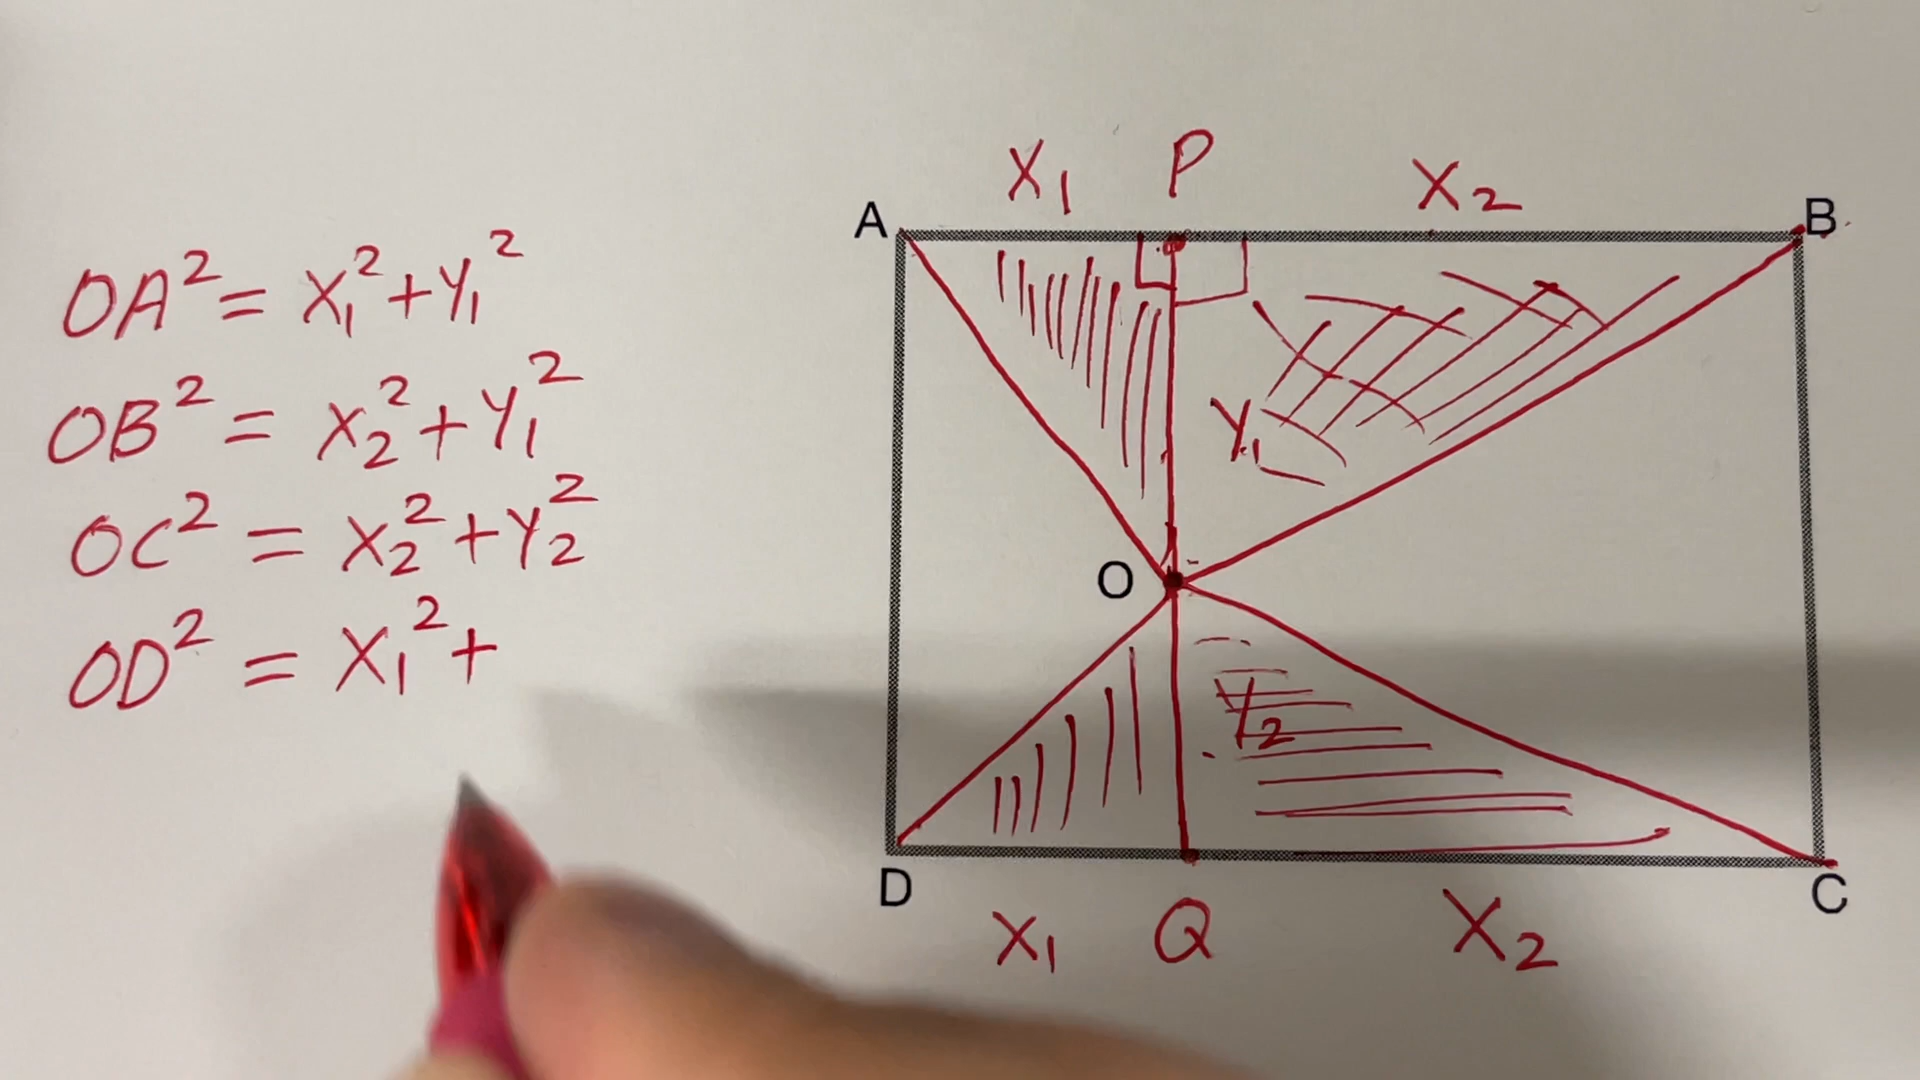 X₁ P X₂
A B
OA² = X₁² + Y₁²
OB² = X₂² + Y₁²
Y₁
OC² = X₂² + Y₂²
O
OD² = X₁² +
Y₂
D C
X₁ Q X₂